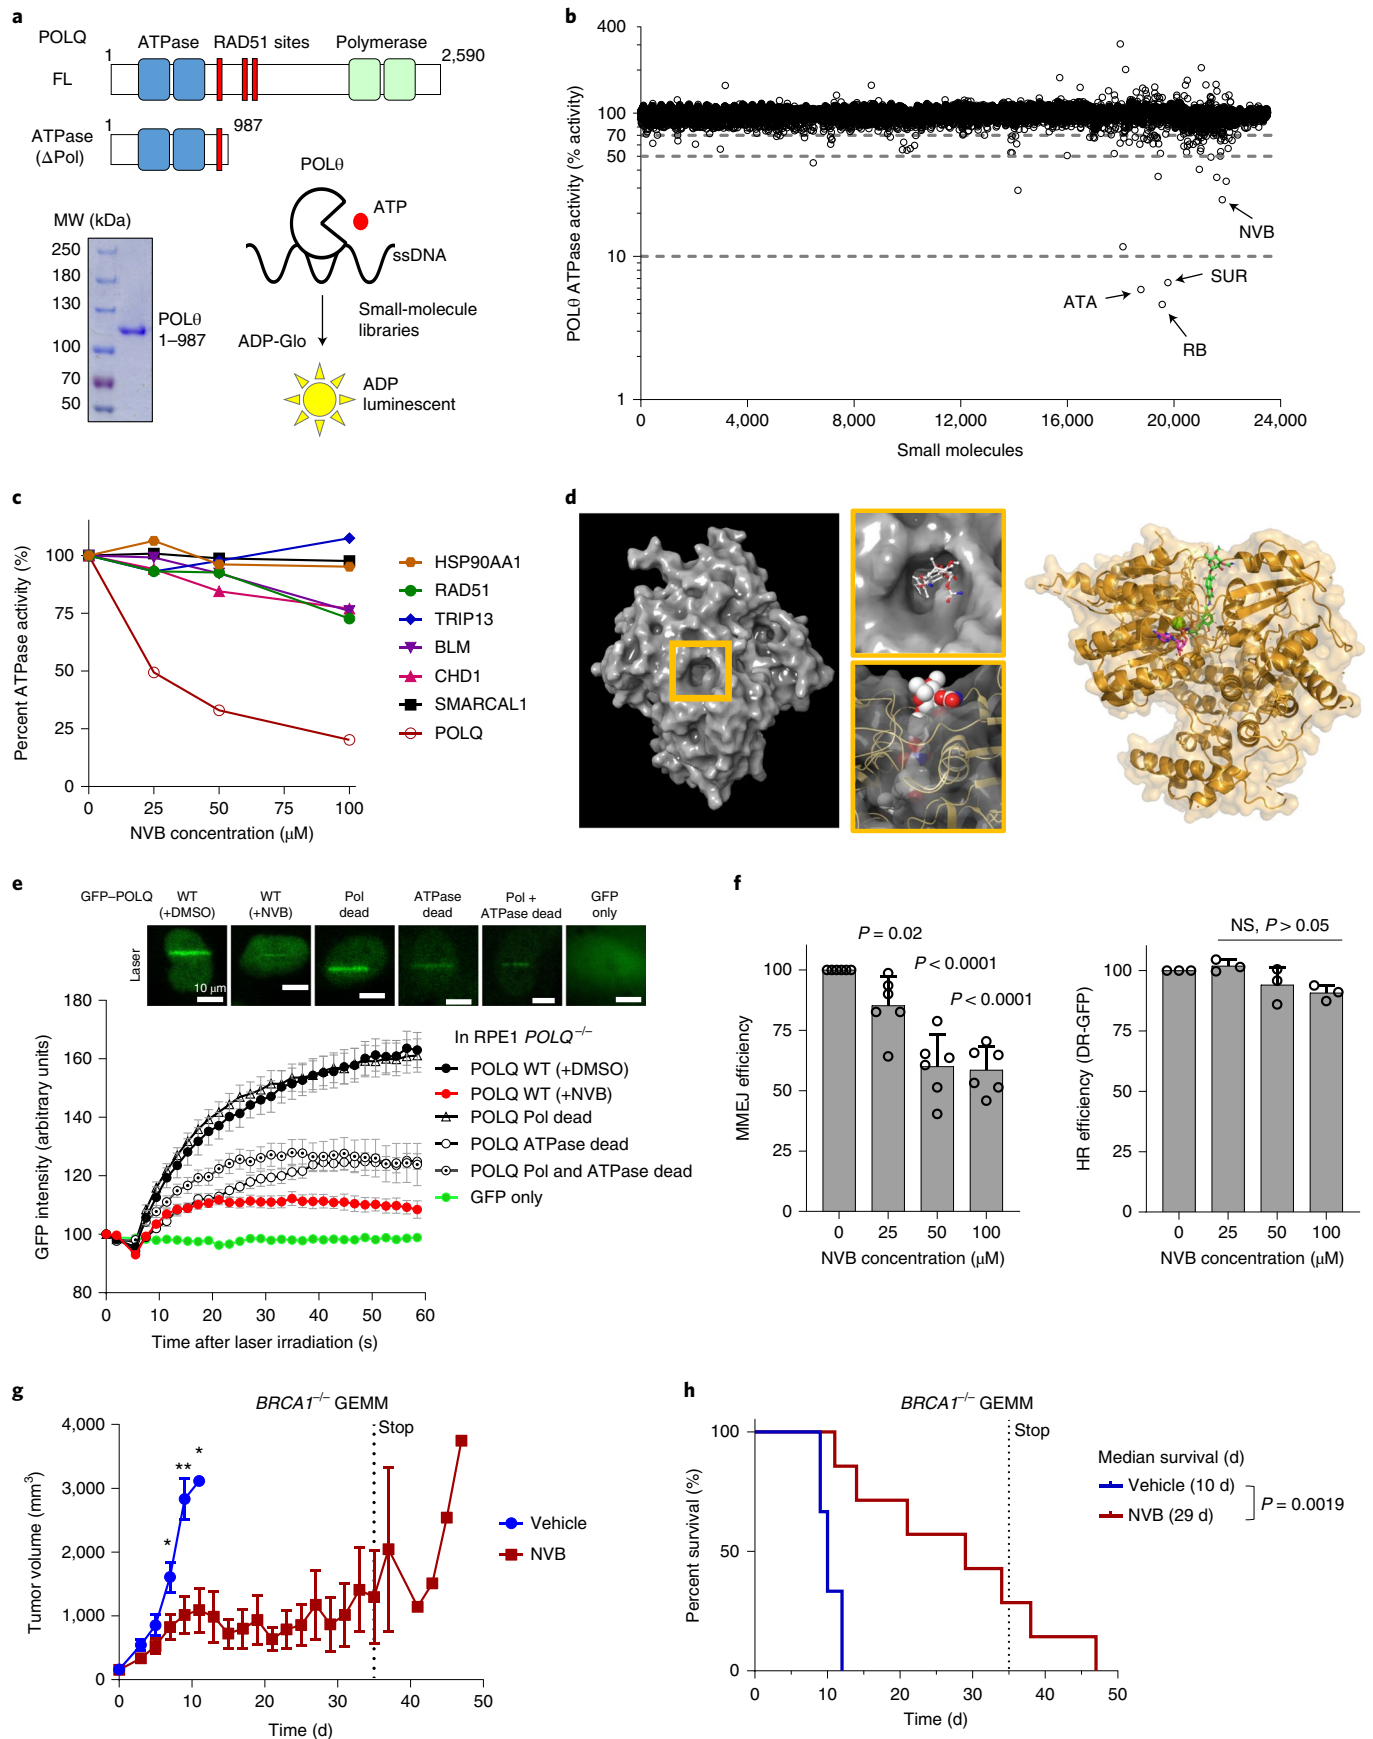 a
POLQ
ATPase RAD51 sites Polymerase
1 2,590
FL
1 987
ATPase
(ΔPol)
MW (kDa)
250
180
130
100
70
50
POLθ
1–987
POLθ
ATP
ssDNA
Small-molecule
libraries
ADP-Glo
ADP
luminescent
b
POLθ ATPase activity (% activity)
400
100
70
50
10
1
NVB
SUR
ATA
RB
0 4,000 8,000 12,000 16,000 20,000 24,000
Small molecules
c
Percent ATPase activity (%)
100
75
50
25
0
0 25 50 75 100
NVB concentration (μM)
HSP90AA1
RAD51
TRIP13
BLM
CHD1
SMARCAL1
POLQ
d
e
GFP–POLQ
WT
(+DMSO)
WT
(+NVB)
Pol
dead
ATPase
dead
Pol +
ATPase dead
GFP
only
Laser
10 μm
GFP intensity (arbitrary units)
180
160
140
120
100
80
0 10 20 30 40 50 60
Time after laser irradiation (s)
In RPE1 POLQ−/−
POLQ WT (+DMSO)
POLQ WT (+NVB)
POLQ Pol dead
POLQ ATPase dead
POLQ Pol and ATPase dead
GFP only
f
P = 0.02
P < 0.0001
P < 0.0001
MMEJ efficiency
100
75
50
25
0
0 25 50 100
NVB concentration (μM)
NS, P > 0.05
HR efficiency (DR-GFP)
100
75
50
25
0
0 25 50 100
NVB concentration (μM)
g
BRCA1−/− GEMM
Stop
Tumor volume (mm3)
4,000
3,000
2,000
1,000
0
*
**
*
0 10 20 30 40 50
Time (d)
Vehicle
NVB
h
BRCA1−/− GEMM
Stop
Percent survival (%)
100
50
0
0 10 20 30 40 50
Time (d)
Median survival (d)
Vehicle (10 d)
NVB (29 d)
P = 0.0019